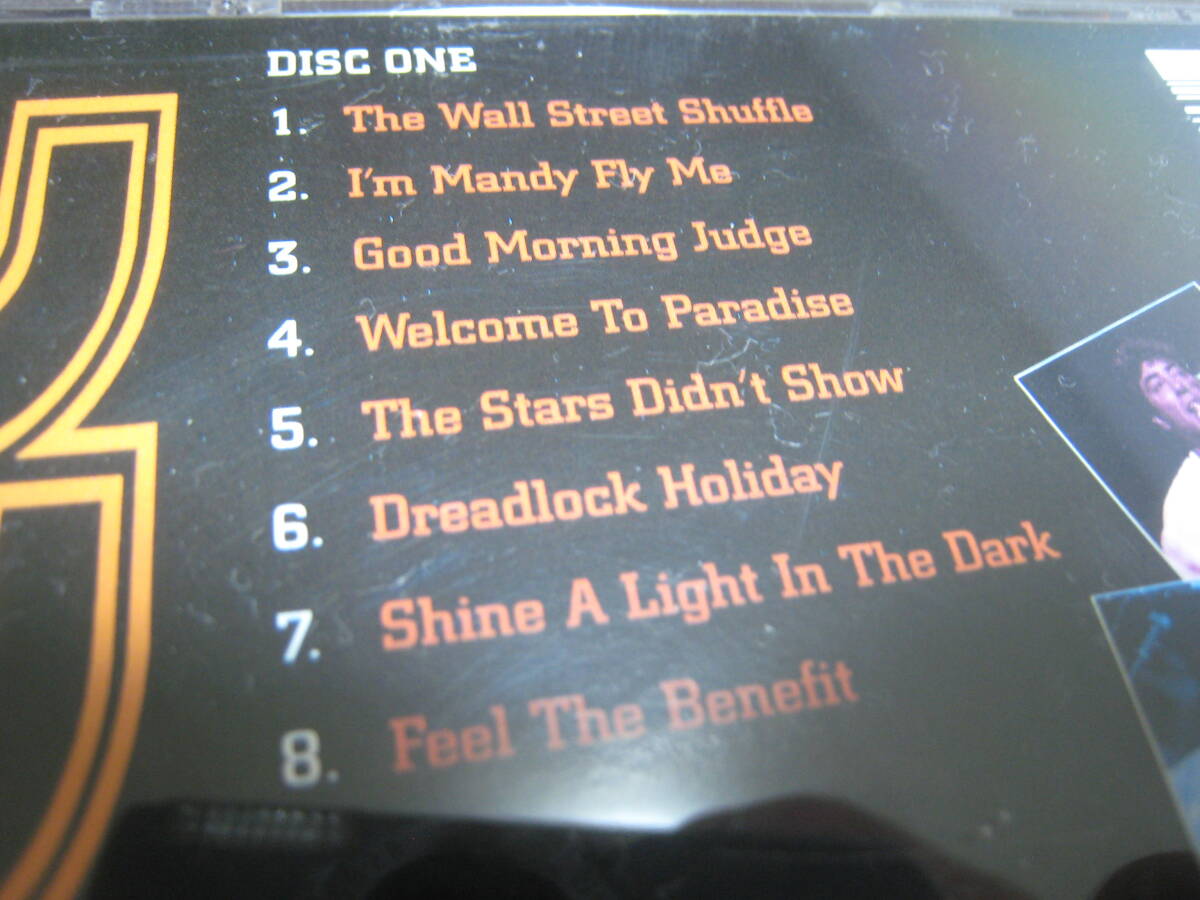 DISC ONE
1. The Wall Street Shuffle
2. I'm Mandy Fly Me
3. Good Morning Judge
4. Welcome To Paradise
5. The Stars Didn't Show
6. Dreadlock Holiday
7. Shine A Light In The Dark
8. Feel The Benefit